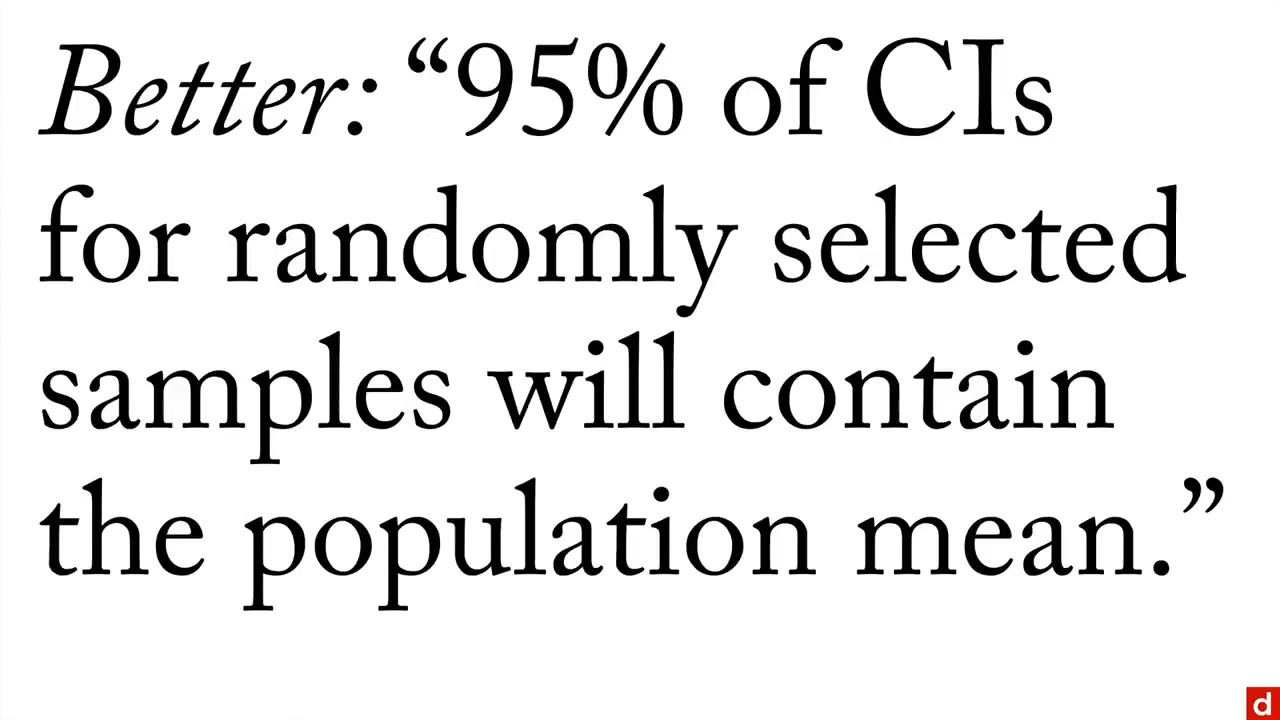 Better: “95% of CIs
for randomly selected
samples will contain
the population mean.”
d